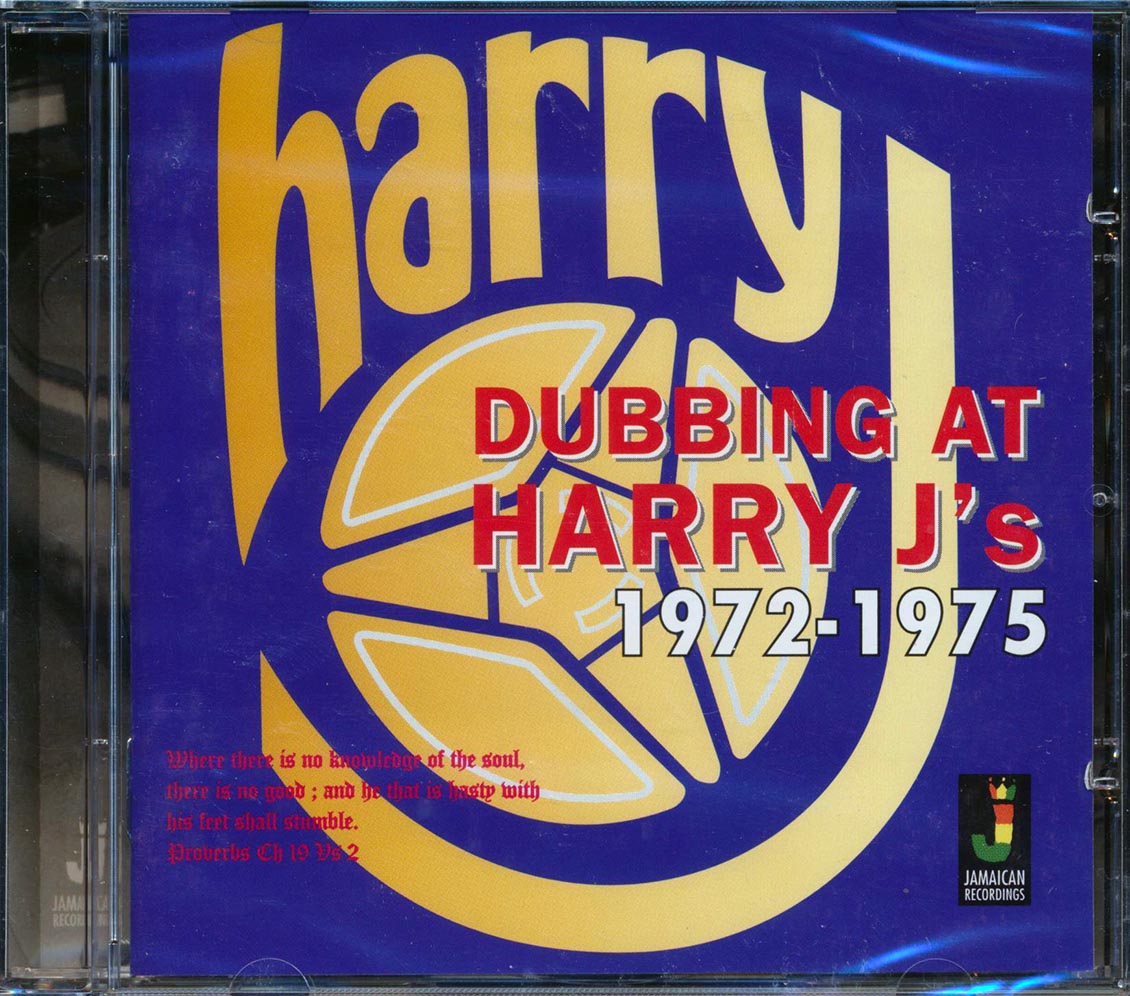 harry J
DUBBING AT
HARRY J's
1972-1975
Where there is no knowledge of the soul,
there is no good ; and he that is hasty with
his feet shall stumble.
Proverbs Ch 19 Vs 2
J
JAMAICAN
RECORDINGS